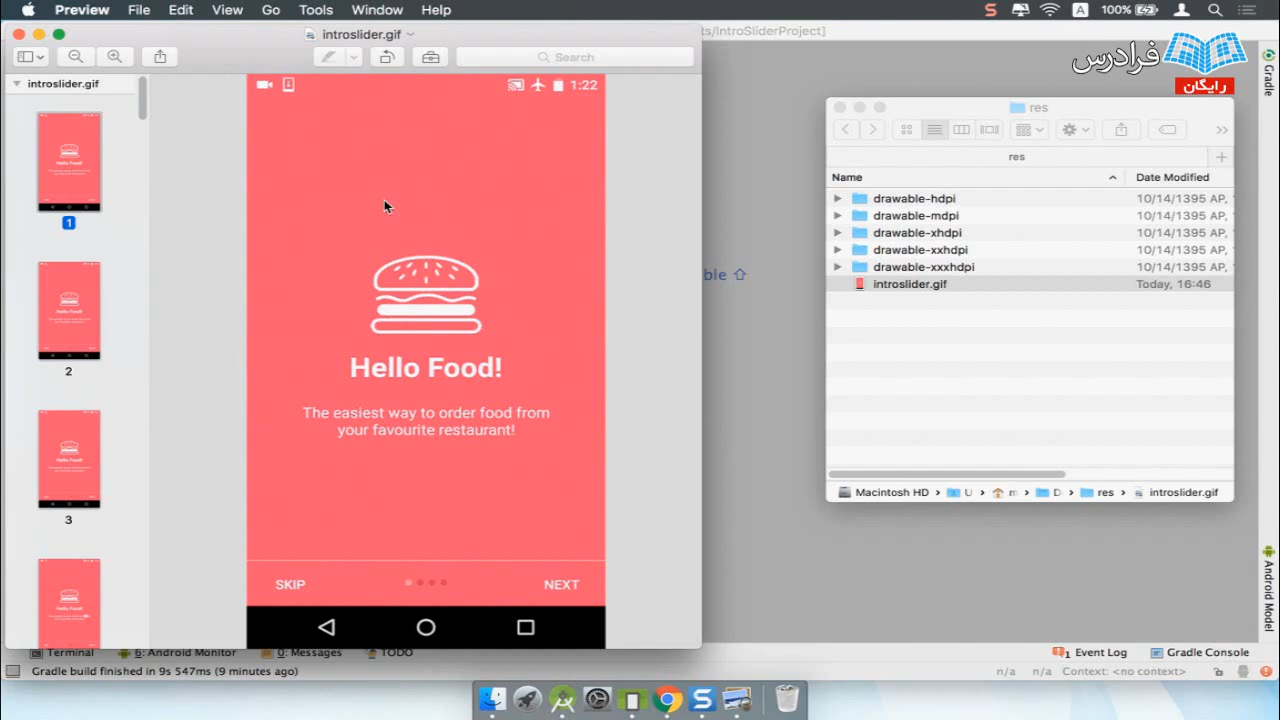 Preview File Edit View Go Tools Window Help
100%
A
S
introslider.gif
ts/IntroSliderProject]
Search
introslider.gif
1
2
3
1:22
Hello Food!
The easiest way to order food from
your favourite restaurant!
SKIP
NEXT
ble ⇧
فرادرس
رایگان
Gradle
res
res
Name
Date Modified
drawable-hdpi 10/14/1395 AP,
drawable-mdpi 10/14/1395 AP,
drawable-xhdpi 10/14/1395 AP,
drawable-xxhdpi 10/14/1395 AP,
drawable-xxxhdpi 10/14/1395 AP,
introslider.gif Today, 16:46
Macintosh HD › U › m › D › res › introslider.gif
Android Model
Terminal 6: Android Monitor 0: Messages TODO
1 Event Log Gradle Console
Gradle build finished in 9s 547ms (9 minutes ago)
n/a n/a Context: <no context>